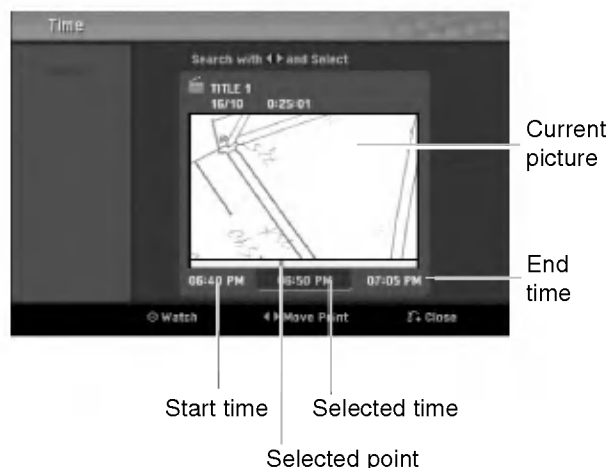 Time
Search with ◄ ► and Select
TITLE 1
16/10 0:25:01
Current
picture
06:40 PM 06:50 PM 07:05 PM
End
time
Watch ◄ ► Move Point Close
Start time Selected time
Selected point